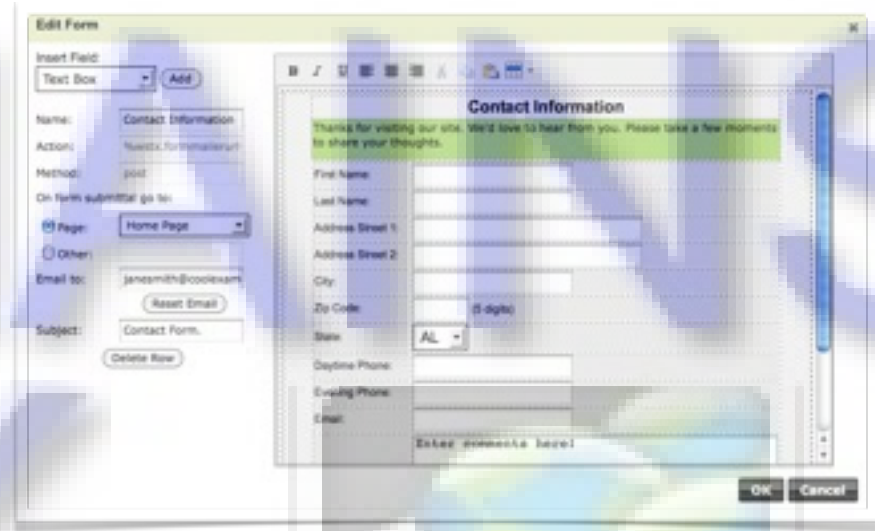 Edit Form
Insert Field:
Text Box
Add
Name: Contact Information
Action:
Method: post
On form submittal go to:
Page: Home Page
Other:
Email to: janesmith@coolexam
Reset Email
Subject: Contact Form.
Delete Row
B I U
Contact Information
Thanks for visiting our site. We'd love to hear from you. Please take a few moments
to share your thoughts.
First Name:
Last Name:
Address Street 1:
Address Street 2:
City:
Zip Code: (5 digits)
State: AL
Daytime Phone:
Evening Phone:
Email:
Enter comments here!
OK Cancel